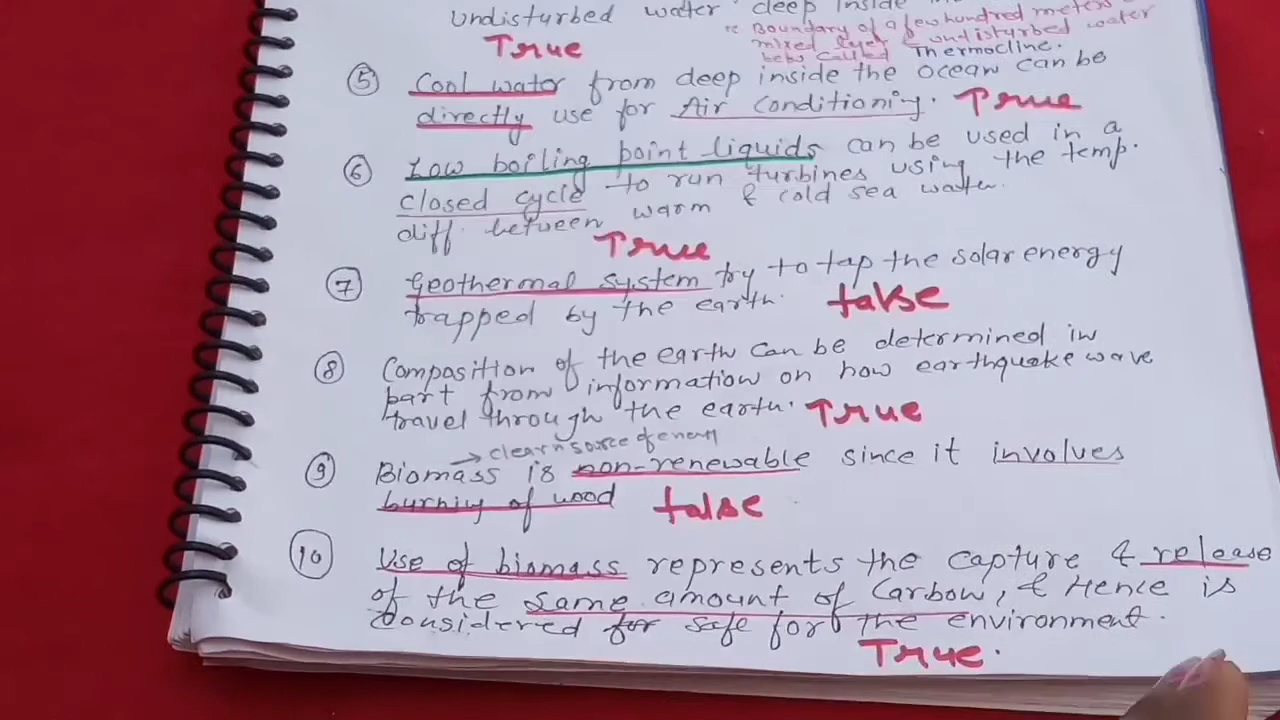 undisturbed water deep inside
Boundary of a few hundred meters
mixed layer & undisturbed water
True
called Thermocline.
5 Cool water from deep inside the ocean can be
directly use for Air Conditioning. True
6 Low boiling point liquids can be used in a
closed cycle to run turbines using the temp.
diff. between warm & cold sea water.
True
7 Geothermal system try to tap the solar energy
trapped by the earth. false
8 Composition of the earth can be determined in
part from information on how earthquake wave
travel through the earth. True
→ clean source of energy
9 Biomass is non-renewable since it involves
burning of wood false
10 Use of biomass represents the capture & release
of the same amount of Carbon, & Hence is
Considered for safe for the environment.
True.